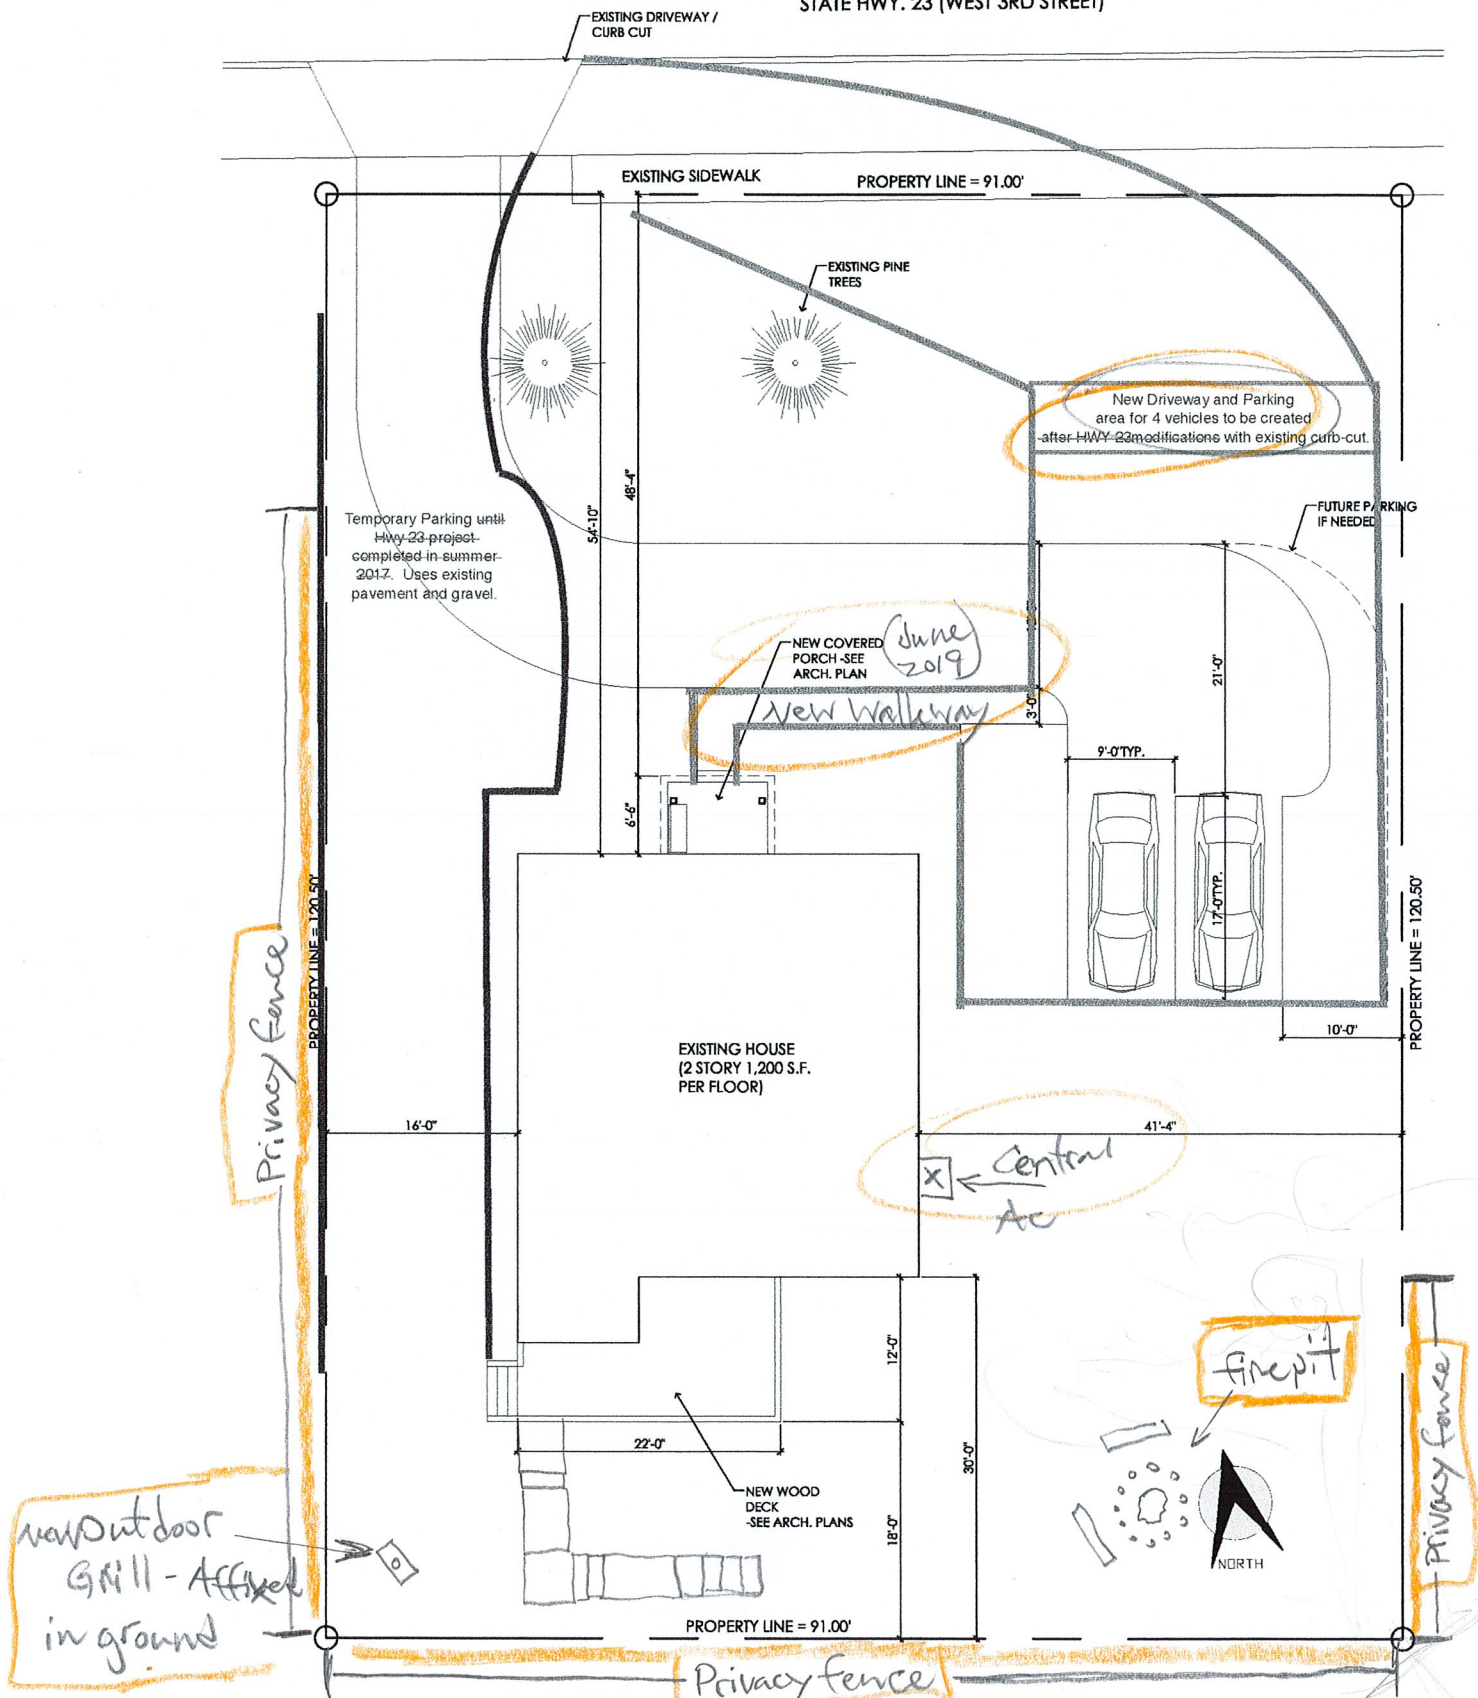 STATE HWY. 23 (WEST 3RD STREET)
EXISTING DRIVEWAY /
CURB CUT
EXISTING SIDEWALK
PROPERTY LINE = 91.00'
EXISTING PINE
TREES
New Driveway and Parking
area for 4 vehicles to be created
after HWY 23modifications with existing curb-cut.
48'-4"
54'-10"
FUTURE PARKING
IF NEEDED
Temporary Parking until
Hwy 23 project
completed in summer
2017. Uses existing
pavement and gravel.
NEW COVERED
PORCH -SEE
ARCH. PLAN
(June
2019)
New Walkway
3'-0"
21'-0"
9'-0"TYP.
6'-6"
17'-0"TYP.
PROPERTY LINE = 120.50'
PROPERTY LINE = 120.50'
Privacy fence
10'-0"
EXISTING HOUSE
(2 STORY 1,200 S.F.
PER FLOOR)
16'-0"
41'-4"
X
Central
Ac
12'-0"
firepit
Privacy fence
22'-0"
30'-0"
NEW WOOD
DECK
-SEE ARCH. PLANS
18'-0"
NORTH
new Outdoor
Grill - Affixed
in ground
PROPERTY LINE = 91.00'
Privacy fence